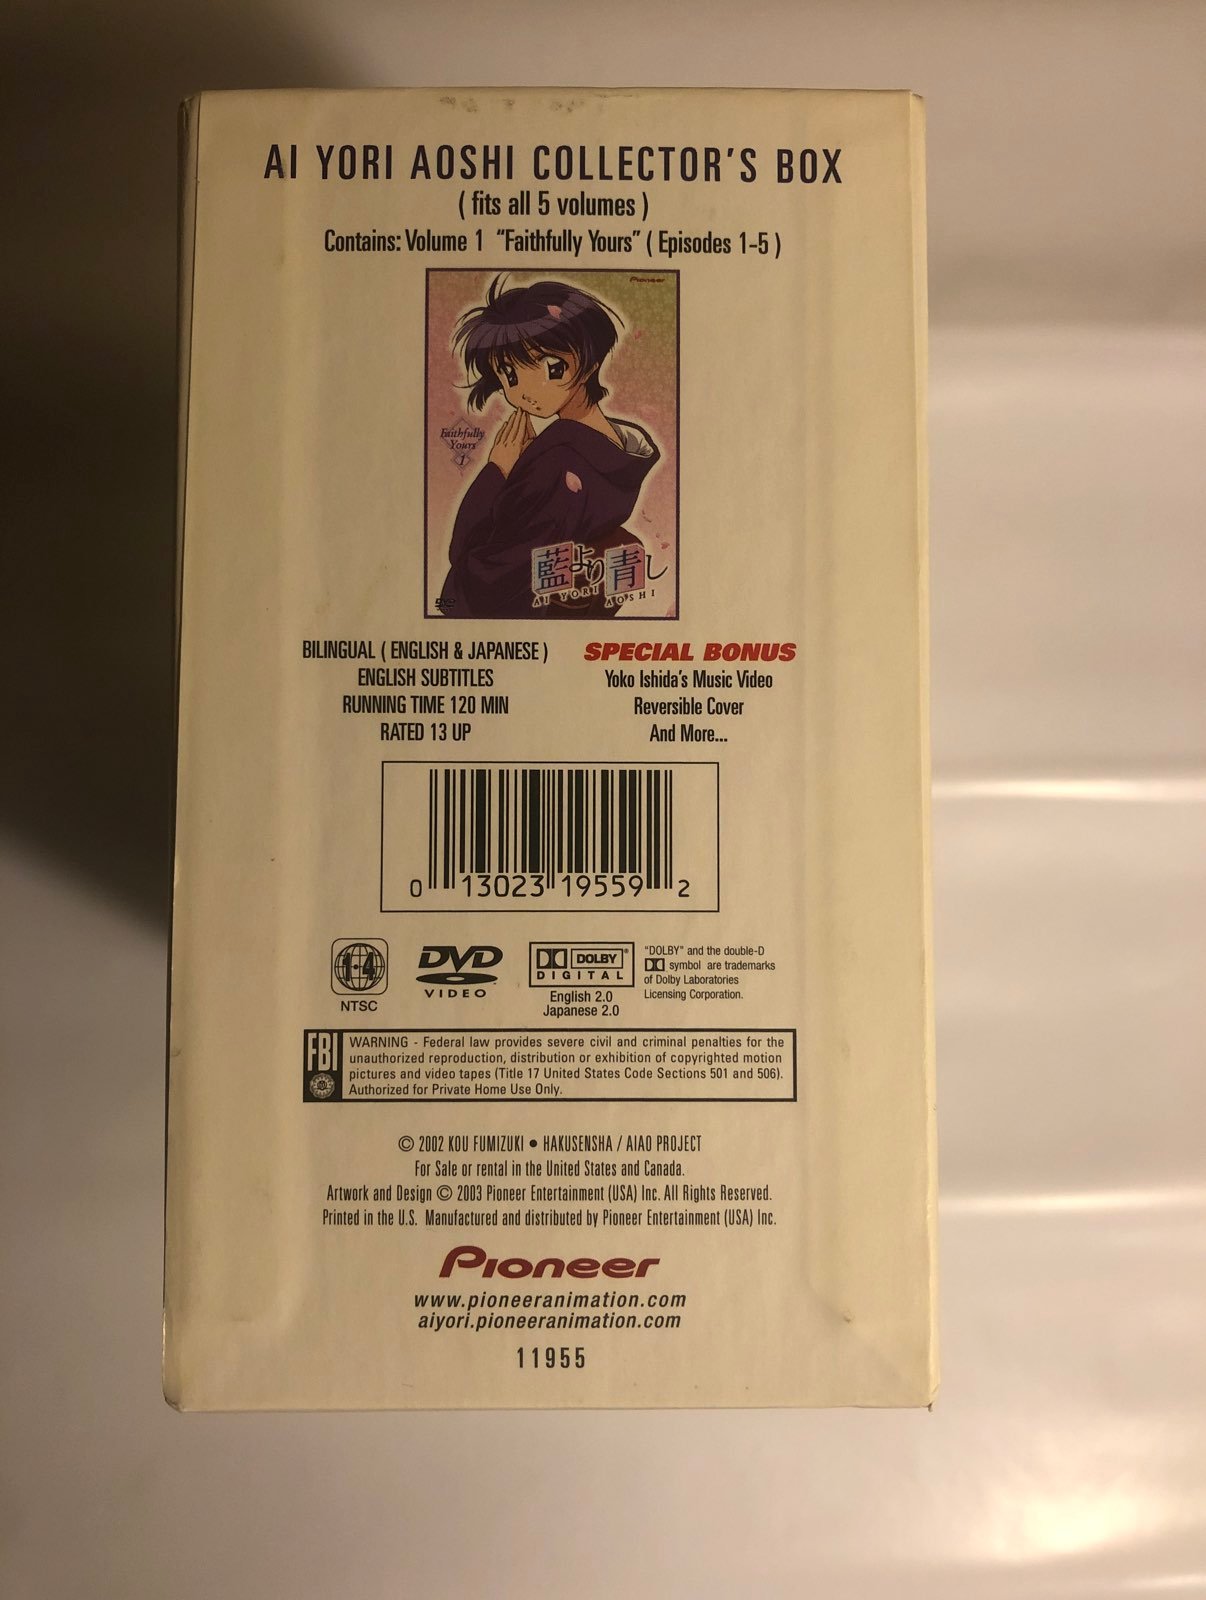 AI YORI AOSHI COLLECTOR'S BOX
( fits all 5 volumes )
Contains: Volume 1 "Faithfully Yours" ( Episodes 1-5 )
Pioneer
Faithfully
Yours
1
藍より青し
AI YORI AOSHI
DVD
BILINGUAL ( ENGLISH & JAPANESE )
ENGLISH SUBTITLES
RUNNING TIME 120 MIN
RATED 13 UP
SPECIAL BONUS
Yoko Ishida's Music Video
Reversible Cover
And More...
0 13023 19559 2
1•4
NTSC
DVD
VIDEO
DOLBY
DIGITAL
English 2.0
Japanese 2.0
"DOLBY" and the double-D
symbol are trademarks
of Dolby Laboratories
Licensing Corporation.
FBI
WARNING - Federal law provides severe civil and criminal penalties for the
unauthorized reproduction, distribution or exhibition of copyrighted motion
pictures and video tapes (Title 17 United States Code Sections 501 and 506).
Authorized for Private Home Use Only.
© 2002 KOU FUMIZUKI • HAKUSENSHA / AIAO PROJECT
For Sale or rental in the United States and Canada.
Artwork and Design © 2003 Pioneer Entertainment (USA) Inc. All Rights Reserved.
Printed in the U.S. Manufactured and distributed by Pioneer Entertainment (USA) Inc.
Pioneer
www.pioneeranimation.com
aiyori.pioneeranimation.com
11955